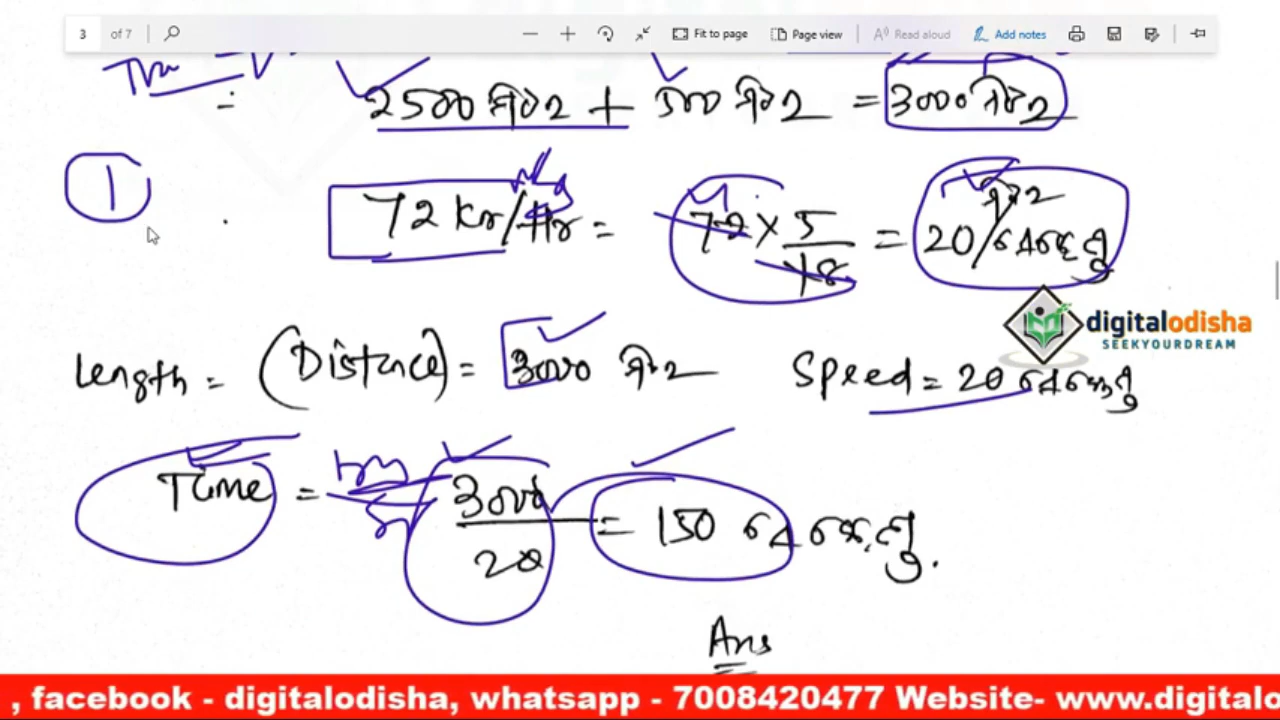 3 of 7 Fit to page Page view Read aloud Add notes
= 2500 ମିଟର + 500 ମିଟର = 3000 ମିଟର
1
72 Km/Hr = 72 × 5/18 = 20 ମିଟର/ସେକେଣ୍ଡ
digitalodisha
SEEKYOURDREAM
Length = (Distance) = 3000 ମିଟର Speed = 20 ସେକେଣ୍ଡ
Time = 3000/20 = 150 ସେକେଣ୍ଡ.
Ans
, facebook - digitalodisha, whatsapp - 7008420477 Website- www.digitalo